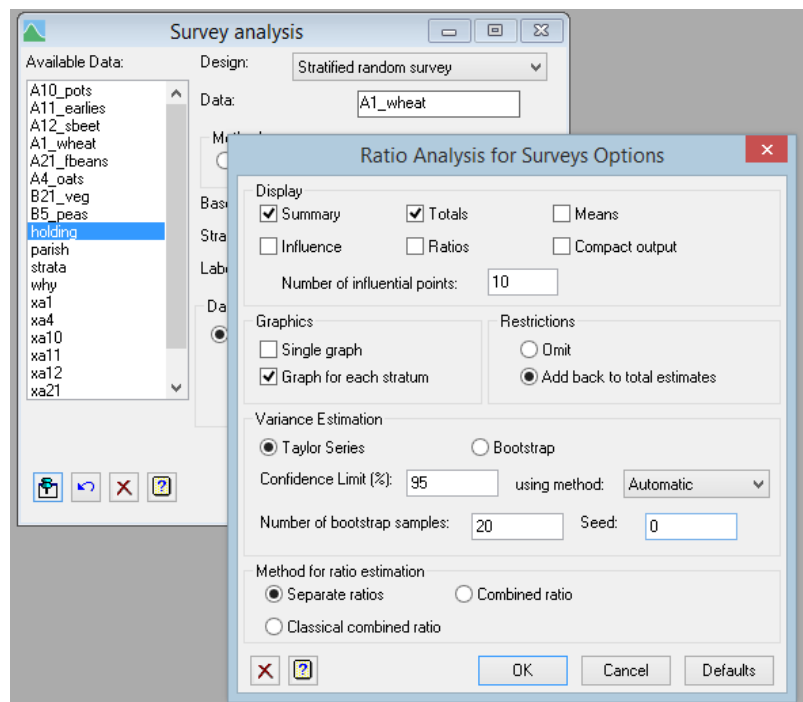 Survey analysis
Available Data:
A10_pots
A11_earlies
A12_sbeet
A1_wheat
A21_fbeans
A4_oats
B21_veg
B5_peas
holding
parish
strata
why
xa1
xa4
xa10
xa11
xa12
xa21
Design: Stratified random survey
Data: A1_wheat
Bas
Stra
Lab
Da
Ratio Analysis for Surveys Options
Display
Summary Totals Means
Influence Ratios Compact output
Number of influential points: 10
Graphics
Single graph
Graph for each stratum
Restrictions
Omit
Add back to total estimates
Variance Estimation
Taylor Series Bootstrap
Confidence Limit (%): 95 using method: Automatic
Number of bootstrap samples: 20 Seed: 0
Method for ratio estimation
Separate ratios Combined ratio
Classical combined ratio
OK Cancel Defaults